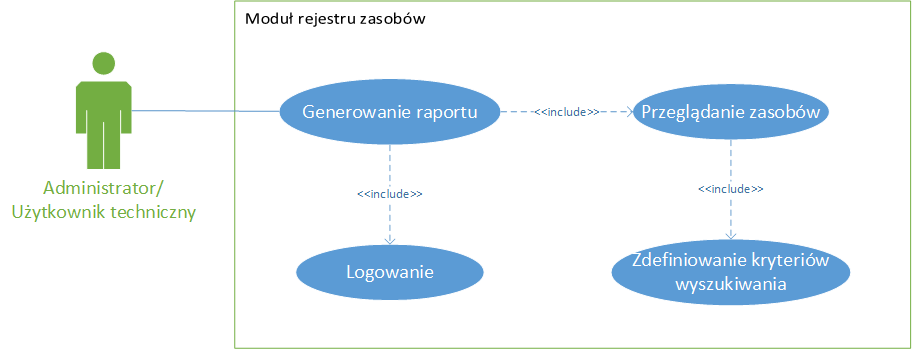 Moduł rejestru zasobów
Generowanie raportu
<<include>>
Przeglądanie zasobów
<<include>>
<<include>>
Administrator/
Użytkownik techniczny
Logowanie
Zdefiniowanie kryteriów
wyszukiwania